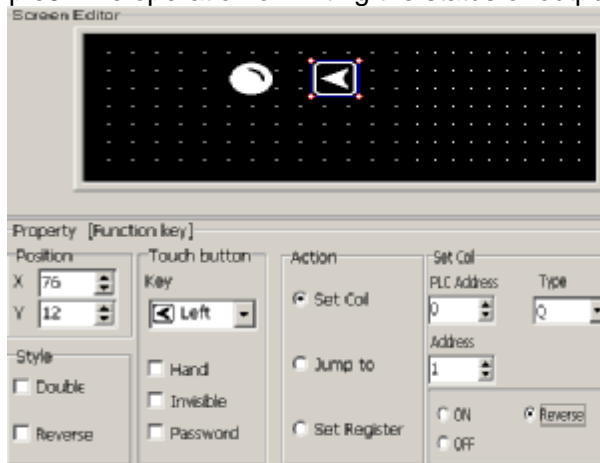 Screen Editor
Property [Function key]
Position
X 76
Y 12
Style
Double
Reverse
Touch button
Key
Left
Hand
Invisible
Password
Action
Set Coil
Jump to
Set Register
Set Coil
PLC Address Type
0 Q
Address
1
ON Reverse
OFF